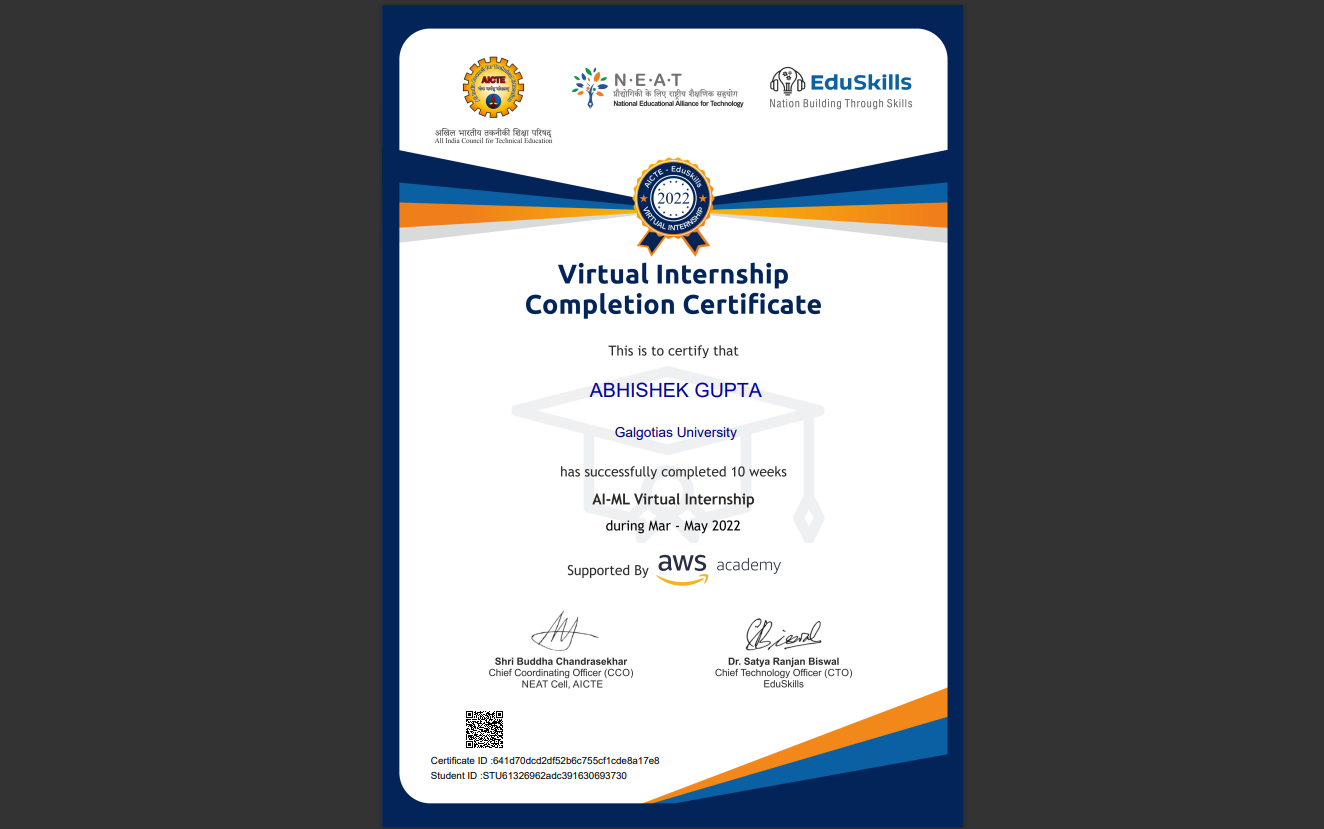 AICTE
अखिल भारतीय तकनीकी शिक्षा परिषद्
All India Council for Technical Education
N·E·A·T
प्रौद्योगिकी के लिए राष्ट्रीय शैक्षणिक सहयोग
National Educational Alliance for Technology
EduSkills
Nation Building Through Skills
AICTE - EduSkills
2022
VIRTUAL INTERNSHIP
Virtual Internship
Completion Certificate
This is to certify that
ABHISHEK GUPTA
Galgotias University
has successfully completed 10 weeks
AI-ML Virtual Internship
during Mar - May 2022
Supported By aws academy
Shri Buddha Chandrasekhar
Chief Coordinating Officer (CCO)
NEAT Cell, AICTE
Dr. Satya Ranjan Biswal
Chief Technology Officer (CTO)
EduSkills
Certificate ID :641d70dcd2df52b6c755cf1cde8a17e8
Student ID :STU61326962adc391630693730